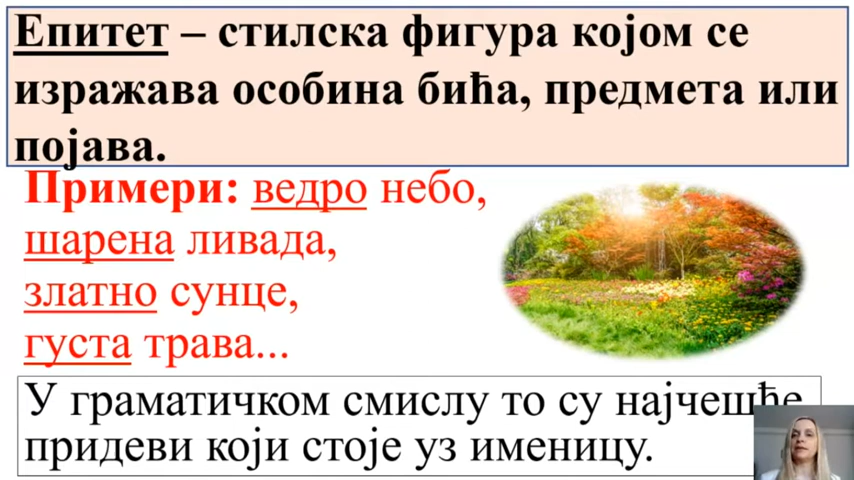 Епитет – стилска фигура којом се
изражава особина бића, предмета или
појава.
Примери: ведро небо,
шарена ливада,
златно сунце,
густа трава...
У граматичком смислу то су најчешће
придеви који стоје уз именицу.